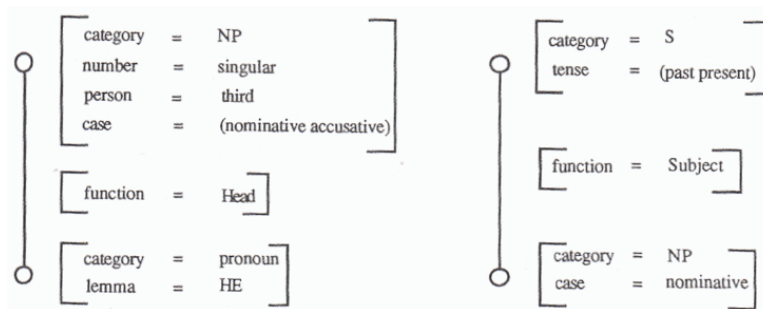 category = NP
number = singular
person = third
case = (nominative accusative)
function = Head
category = pronoun
lemma = HE
category = S
tense = (past present)
function = Subject
category = NP
case = nominative